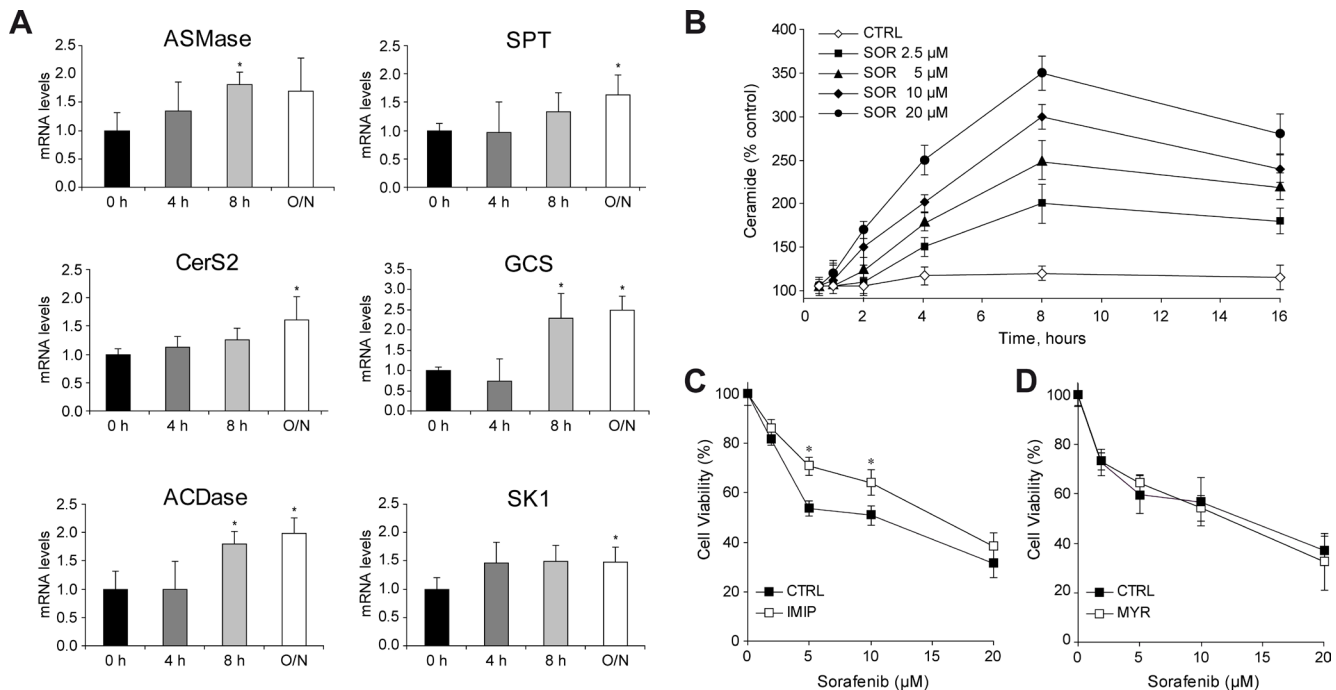 A
ASMase
mRNA levels
2.5
2.0
1.5
1.0
0.5
0.0
*
0 h 4 h 8 h O/N
SPT
mRNA levels
2.5
2.0
1.5
1.0
0.5
0.0
*
0 h 4 h 8 h O/N
CerS2
mRNA levels
2.5
2.0
1.5
1.0
0.5
0.0
*
0 h 4 h 8 h O/N
GCS
mRNA levels
3.5
3.0
2.5
2.0
1.5
1.0
0.5
0.0
* *
0 h 4 h 8 h O/N
ACDase
mRNA levels
2.5
2.0
1.5
1.0
0.5
0.0
* *
0 h 4 h 8 h O/N
SK1
mRNA levels
2.5
2.0
1.5
1.0
0.5
0.0
*
0 h 4 h 8 h O/N
B
CTRL
SOR 2.5 µM
SOR 5 µM
SOR 10 µM
SOR 20 µM
Ceramide (% control)
400
350
300
250
200
150
100
0 2 4 6 8 10 12 14 16
Time, hours
C
Cell Viability (%)
100
80
60
40
20
0
* *
CTRL
IMIP
0 5 10 15 20
Sorafenib (µM)
D
Cell Viability (%)
100
80
60
40
20
0
CTRL
MYR
0 5 10 15 20
Sorafenib (µM)